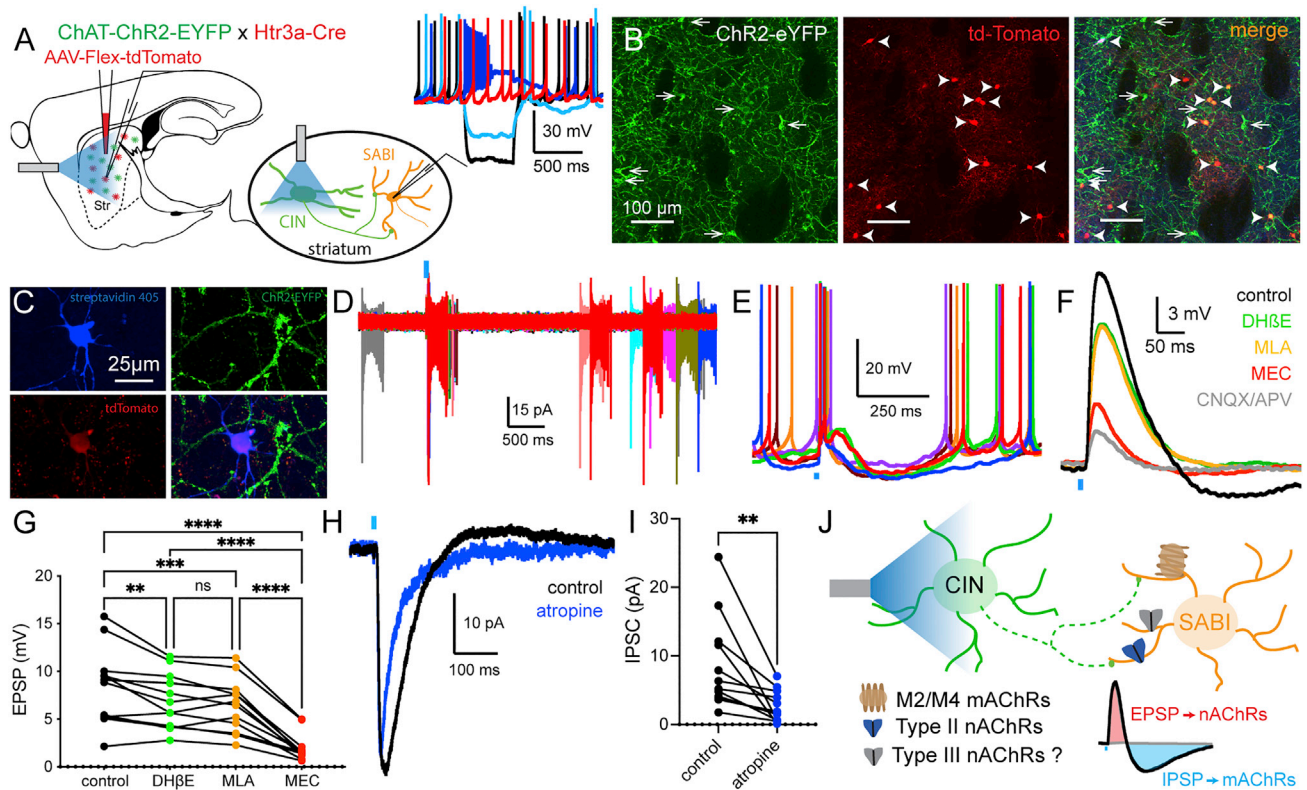 A
ChAT-ChR2-EYFP x Htr3a-Cre
AAV-Flex-tdTomato
Str
SABI
CIN
striatum
30 mV
500 ms
B
ChR2-eYFP
100 µm
td-Tomato
merge
C
streptavidin 405
25µm
ChR2-EYFP
tdTomato
D
15 pA
500 ms
E
20 mV
250 ms
F
3 mV
50 ms
control
DHßE
MLA
MEC
CNQX/APV
G
****
****
***
**
ns
****
EPSP (mV)
20
15
10
5
0
control
DHβE
MLA
MEC
H
control
atropine
10 pA
100 ms
I
**
IPSC (pA)
30
20
10
0
control
atropine
J
CIN
SABI
M2/M4 mAChRs
Type II nAChRs
Type III nAChRs ?
EPSP → nAChRs
IPSP → mAChRs